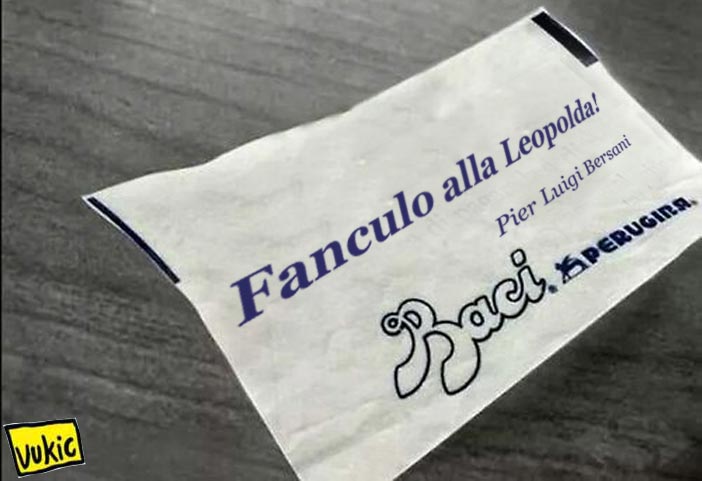 Fanculo alla Leopolda!
Pier Luigi Bersani
Baci® PERUGINA®
VUKIC